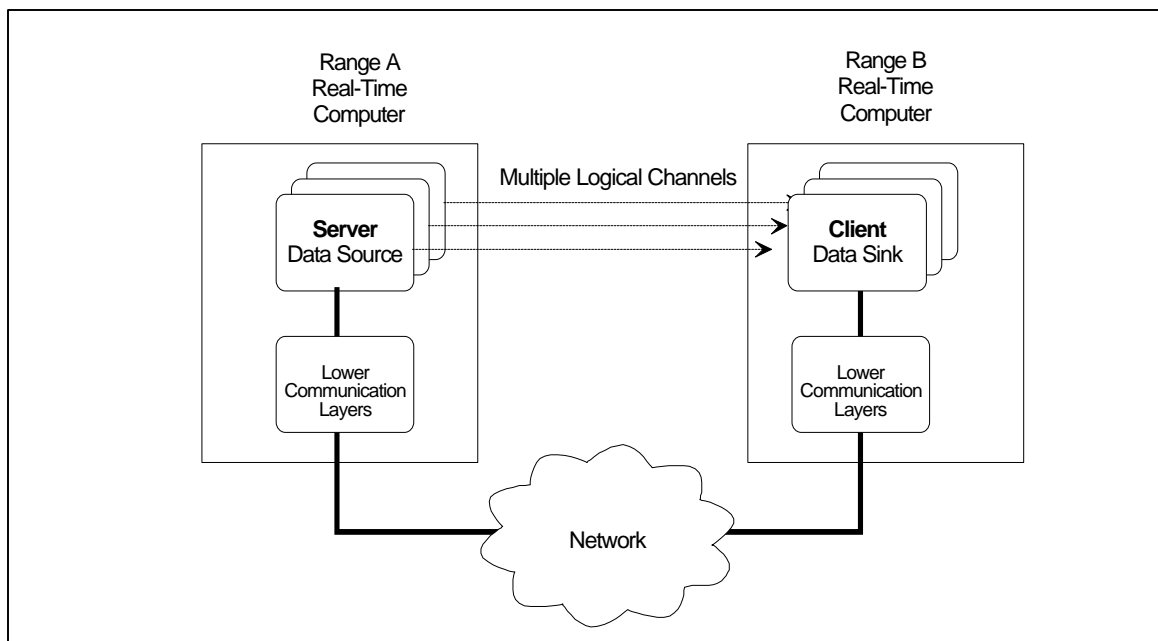 Range A
Real-Time
Computer
Range B
Real-Time
Computer
Multiple Logical Channels
Server
Data Source
Client
Data Sink
Lower
Communication
Layers
Lower
Communication
Layers
Network